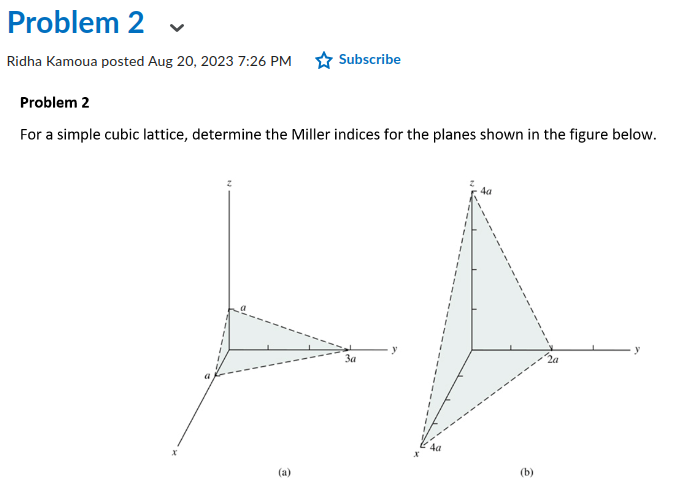 Problem 2
Ridha Kamoua posted Aug 20, 2023 7:26 PM Subscribe
Problem 2
For a simple cubic lattice, determine the Miller indices for the planes shown in the figure below.
z
a
y
3a
a
x
(a)
z
4a
y
2a
4a
x
(b)